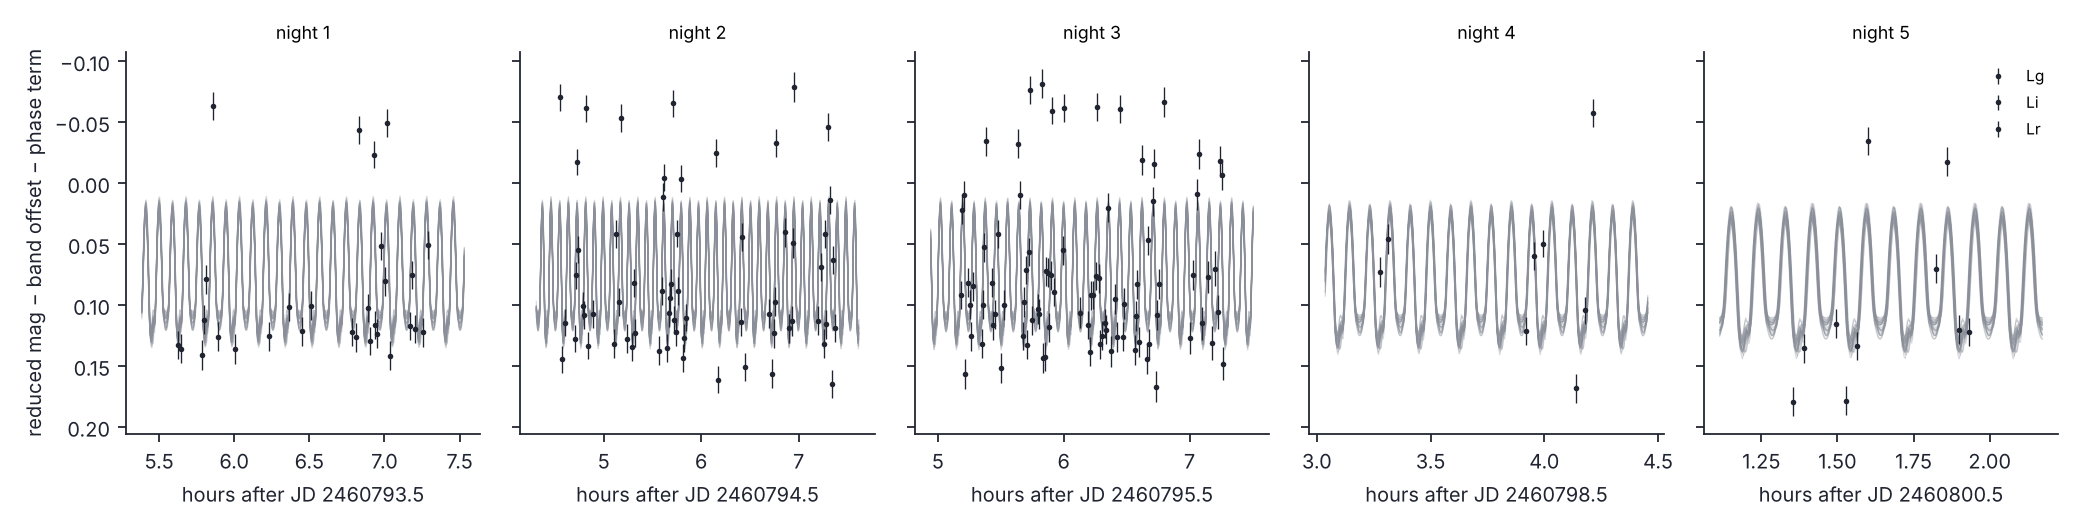 night 1
night 2
night 3
night 4
night 5
reduced mag − band offset − phase term
−0.10
−0.05
0.00
0.05
0.10
0.15
0.20
Lg
Li
Lr
5.5 6.0 6.5 7.0 7.5
5 6 7
5 6 7
3.0 3.5 4.0 4.5
1.25 1.50 1.75 2.00
hours after JD 2460793.5
hours after JD 2460794.5
hours after JD 2460795.5
hours after JD 2460798.5
hours after JD 2460800.5